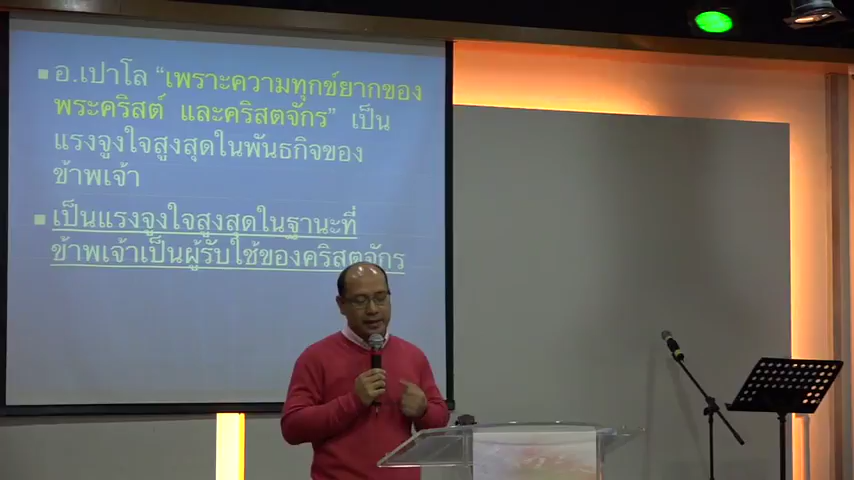 อ.เปาโล “เพราะความทุกข์ยากของ
พระคริสต์ และคริสตจักร” เป็น
แรงจูงใจสูงสุดในพันธกิจของ
ข้าพเจ้า
เป็นแรงจูงใจสูงสุดในฐานะที่
ข้าพเจ้าเป็นผู้รับใช้ของคริสตจักร